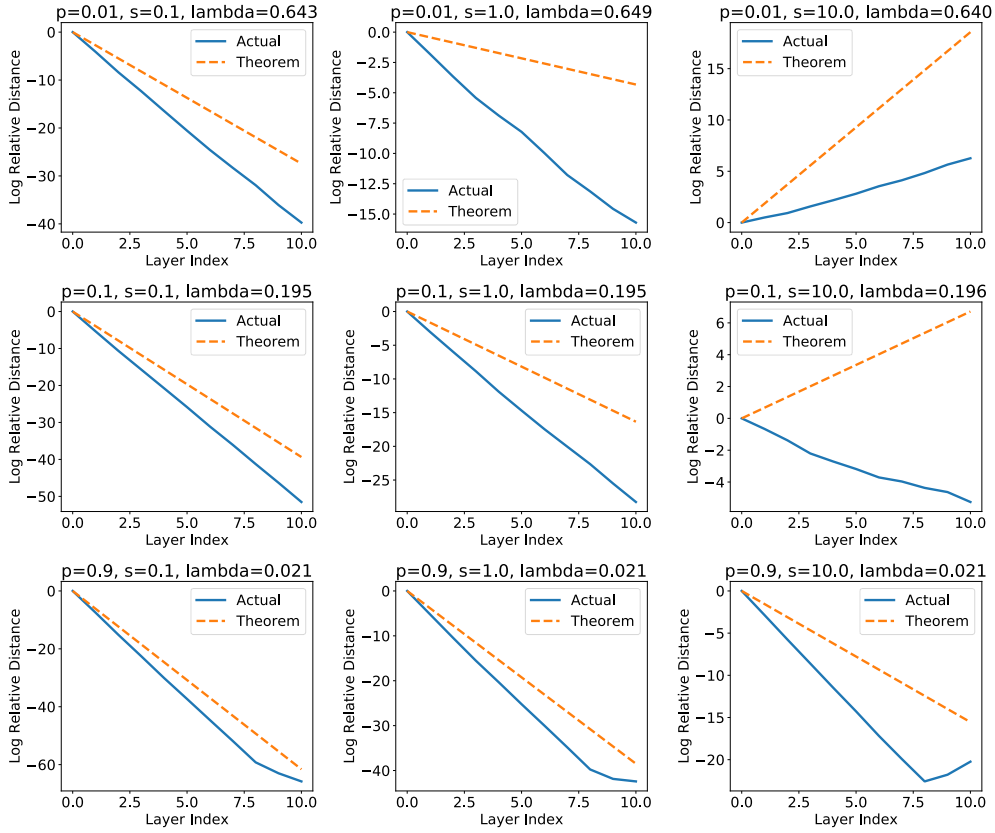 p=0.01, s=0.1, lambda=0.643
p=0.01, s=1.0, lambda=0.649
p=0.01, s=10.0, lambda=0.640
Log Relative Distance
0
−10
−20
−30
−40
Actual
Theorem
0.0 2.5 5.0 7.5 10.0
Layer Index
Log Relative Distance
0.0
−2.5
−5.0
−7.5
−10.0
−12.5
−15.0
Actual
Theorem
0.0 2.5 5.0 7.5 10.0
Layer Index
Log Relative Distance
15
10
5
0
Actual
Theorem
0.0 2.5 5.0 7.5 10.0
Layer Index
p=0.1, s=0.1, lambda=0.195
p=0.1, s=1.0, lambda=0.195
p=0.1, s=10.0, lambda=0.196
Log Relative Distance
0
−10
−20
−30
−40
−50
Actual
Theorem
0.0 2.5 5.0 7.5 10.0
Layer Index
Log Relative Distance
0
−5
−10
−15
−20
−25
Actual
Theorem
0.0 2.5 5.0 7.5 10.0
Layer Index
Log Relative Distance
6
4
2
0
−2
−4
Actual
Theorem
0.0 2.5 5.0 7.5 10.0
Layer Index
p=0.9, s=0.1, lambda=0.021
p=0.9, s=1.0, lambda=0.021
p=0.9, s=10.0, lambda=0.021
Log Relative Distance
0
−20
−40
−60
Actual
Theorem
0.0 2.5 5.0 7.5 10.0
Layer Index
Log Relative Distance
0
−10
−20
−30
−40
Actual
Theorem
0.0 2.5 5.0 7.5 10.0
Layer Index
Log Relative Distance
0
−5
−10
−15
−20
Actual
Theorem
0.0 2.5 5.0 7.5 10.0
Layer Index